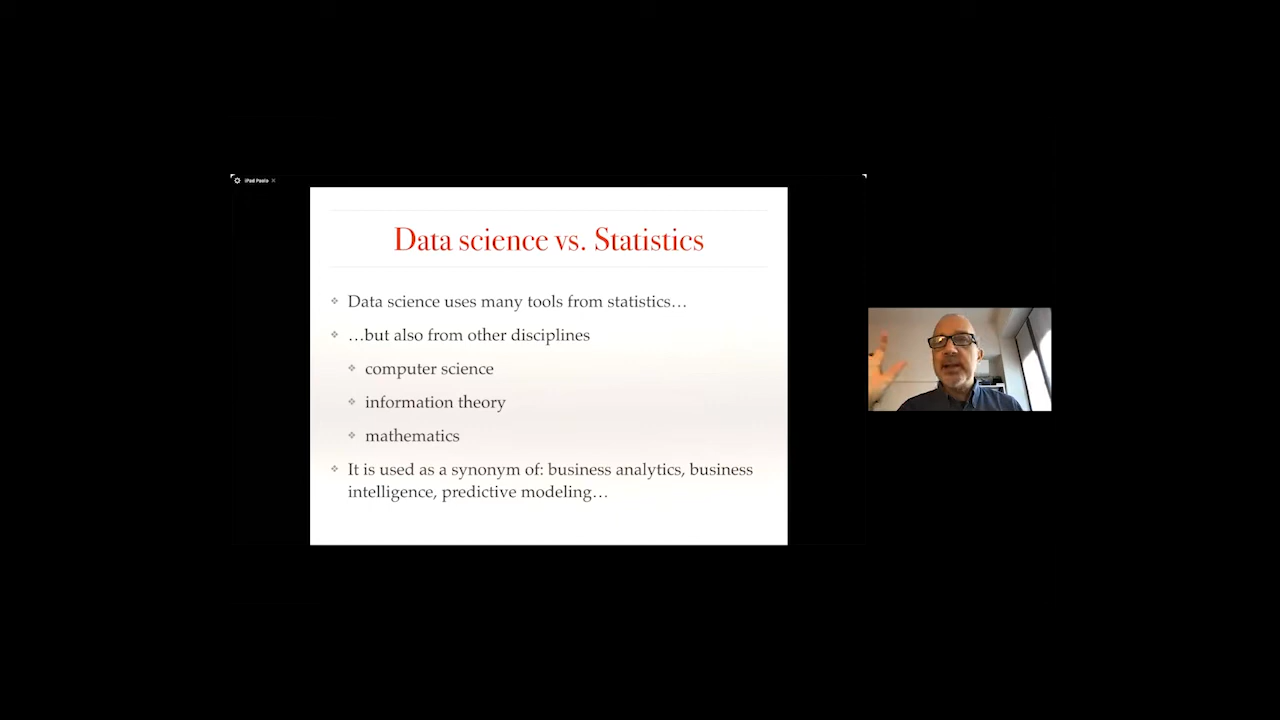 iPad Paolo
Data science vs. Statistics
Data science uses many tools from statistics…
…but also from other disciplines
computer science
information theory
mathematics
It is used as a synonym of: business analytics, business
intelligence, predictive modeling…